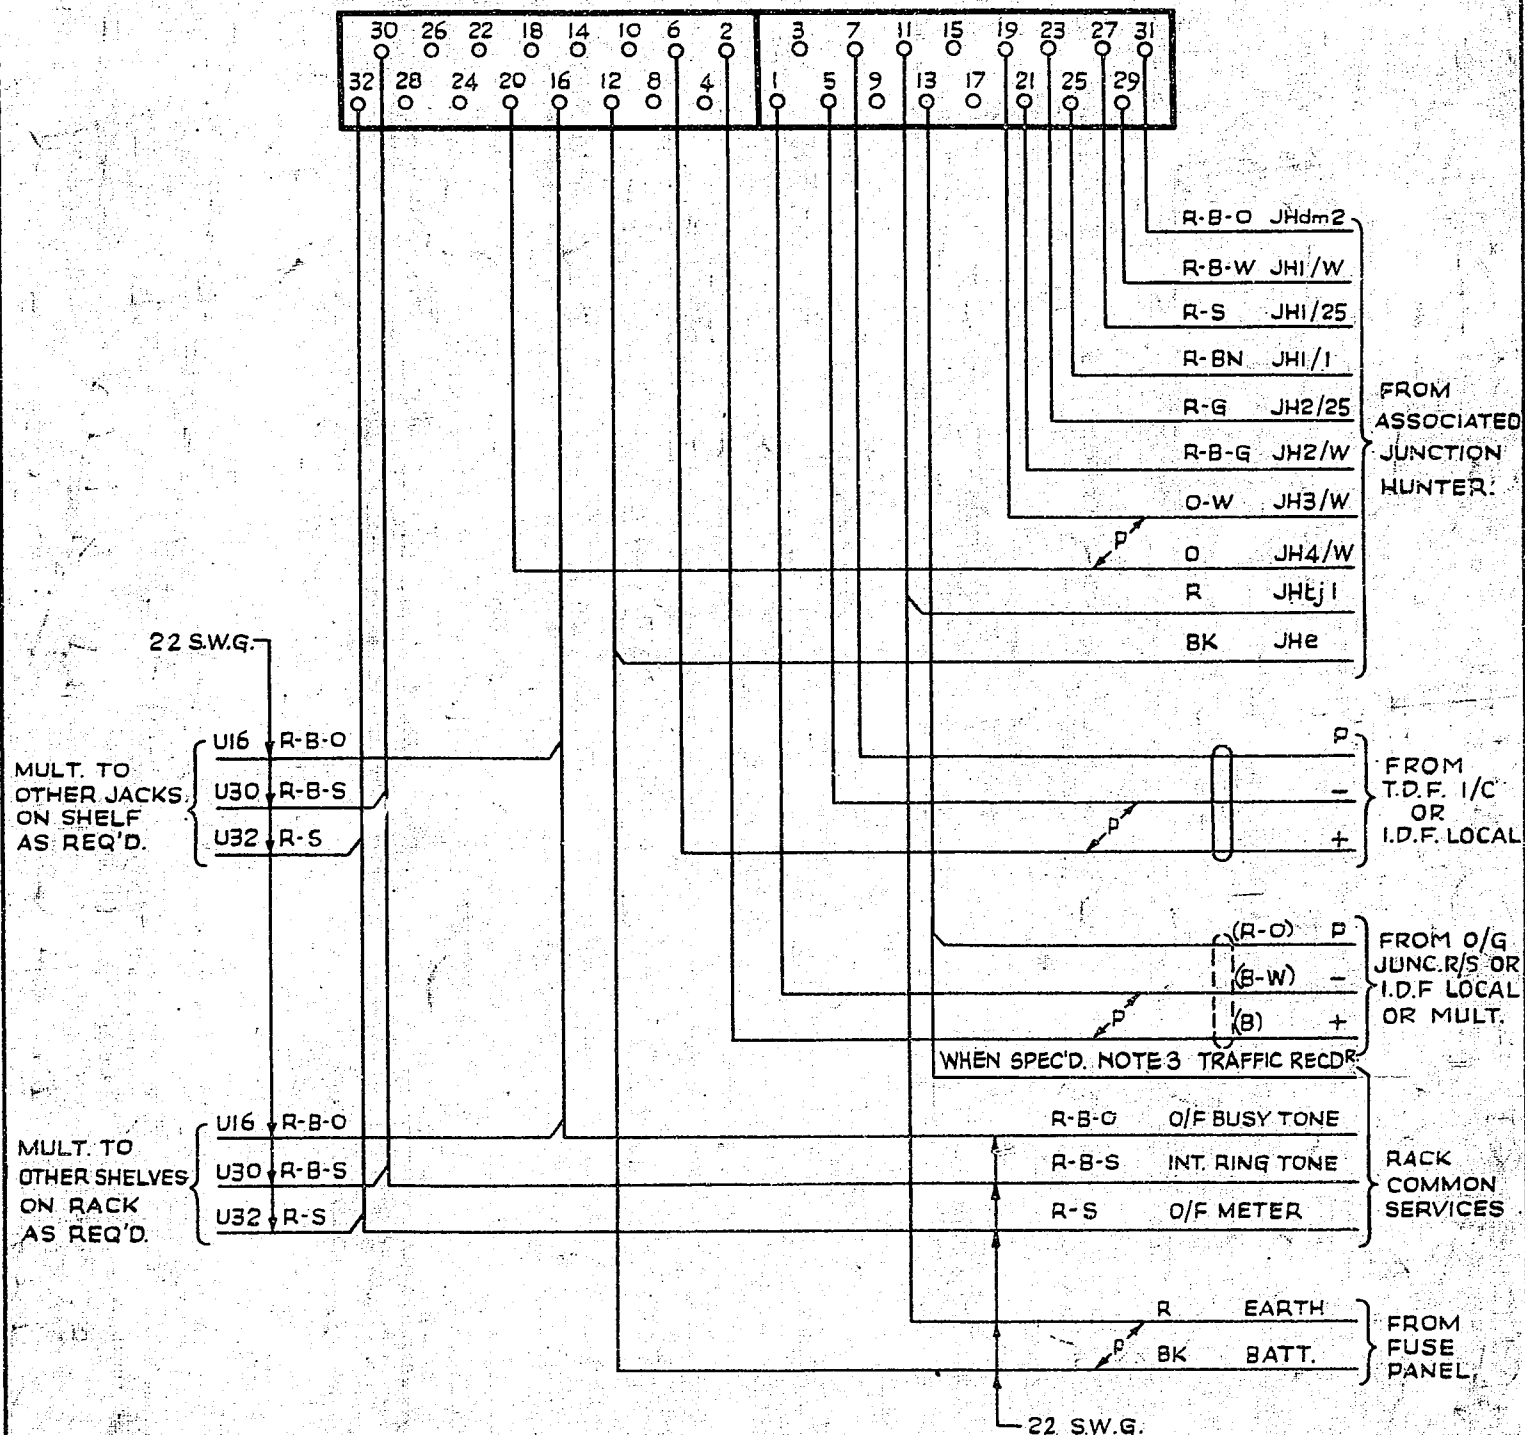 30 26 22 18 14 10 6 2 3 7 11 15 19 23 27 31
32 28 24 20 16 12 8 4 1 5 9 13 17 21 25 29
R-B-O JHdm2
R-B-W JH1/W
R-S JH1/25
R-BN JH1/1
R-G JH2/25
R-B-G JH2/W
O-W JH3/W
P
O JH4/W
R JHtj1
BK JHe
FROM
ASSOCIATED
JUNCTION
HUNTER.
22 S.W.G.
U16 R-B-O
U30 R-B-S
U32 R-S
MULT. TO
OTHER JACKS
ON SHELF
AS REQ'D.
P
-
P
+
FROM
T.D.F. I/C
OR
I.D.F. LOCAL
(R-O) P
(B-W) -
P
(B) +
FROM O/G
JUNC.R/S OR
I.D.F LOCAL
OR MULT.
WHEN SPEC'D. NOTE 3 TRAFFIC RECDR
U16 R-B-O
U30 R-B-S
U32 R-S
MULT. TO
OTHER SHELVES
ON RACK
AS REQ'D.
R-B-O O/F BUSY TONE
R-B-S INT. RING TONE
R-S O/F METER
RACK
COMMON
SERVICES
R EARTH
P
BK BATT.
FROM
FUSE
PANEL
22 S.W.G.